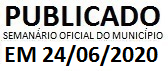 PUBLICADO
SEMANÁRIO OFICIAL DO MUNICÍPIO
EM 24/06/2020